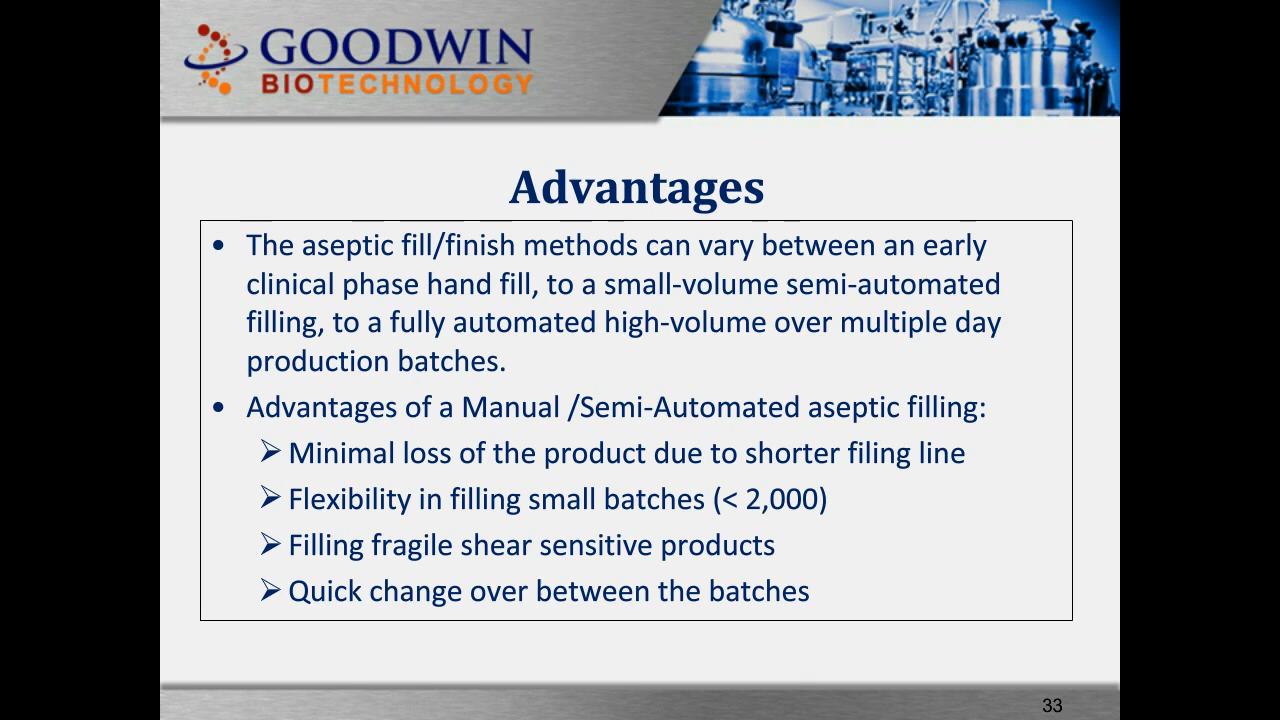 GOODWIN
BIOTECHNOLOGY
Advantages
• The aseptic fill/finish methods can vary between an early
clinical phase hand fill, to a small-volume semi-automated
filling, to a fully automated high-volume over multiple day
production batches.
• Advantages of a Manual /Semi-Automated aseptic filling:
➢ Minimal loss of the product due to shorter filing line
➢ Flexibility in filling small batches (< 2,000)
➢ Filling fragile shear sensitive products
➢ Quick change over between the batches
33